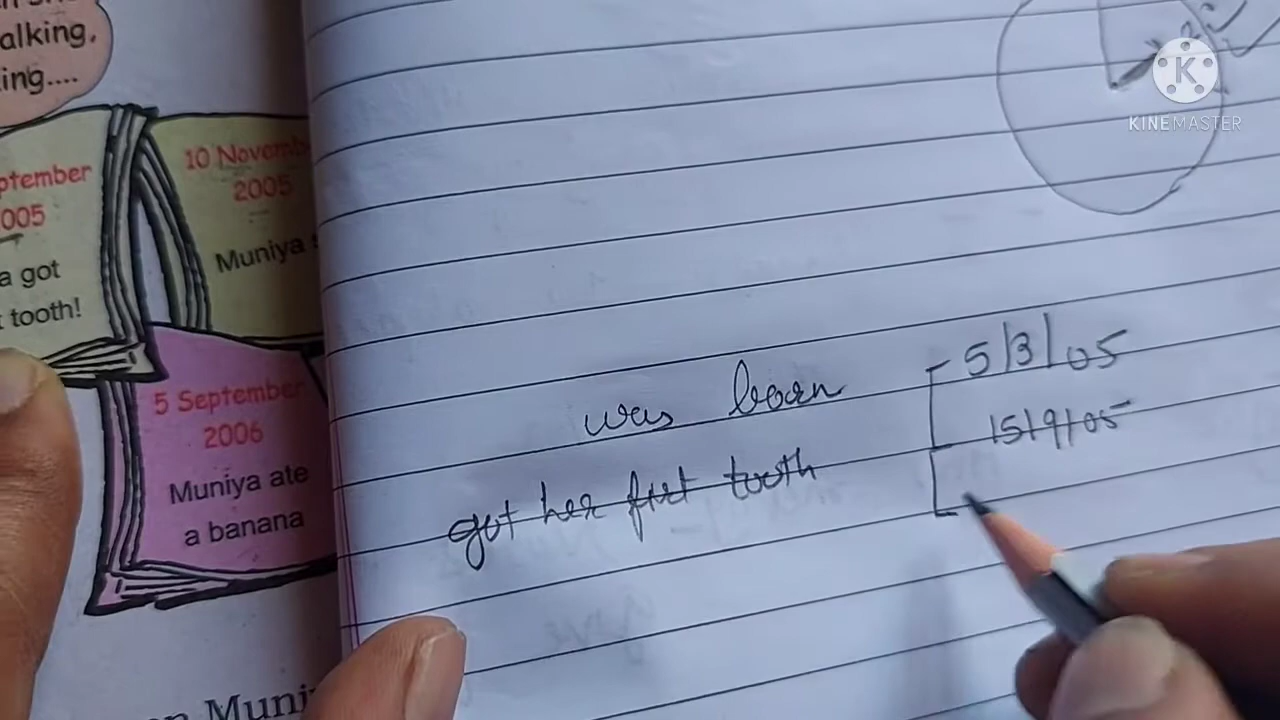 alking,
ing....
ptember
005
a got
tooth!
10 Novemb
2005
Muniya s
5 September
2006
Muniya ate
a banana
n Muni
KINEMASTER
was born 5/3/05
got her first tooth 15/9/05